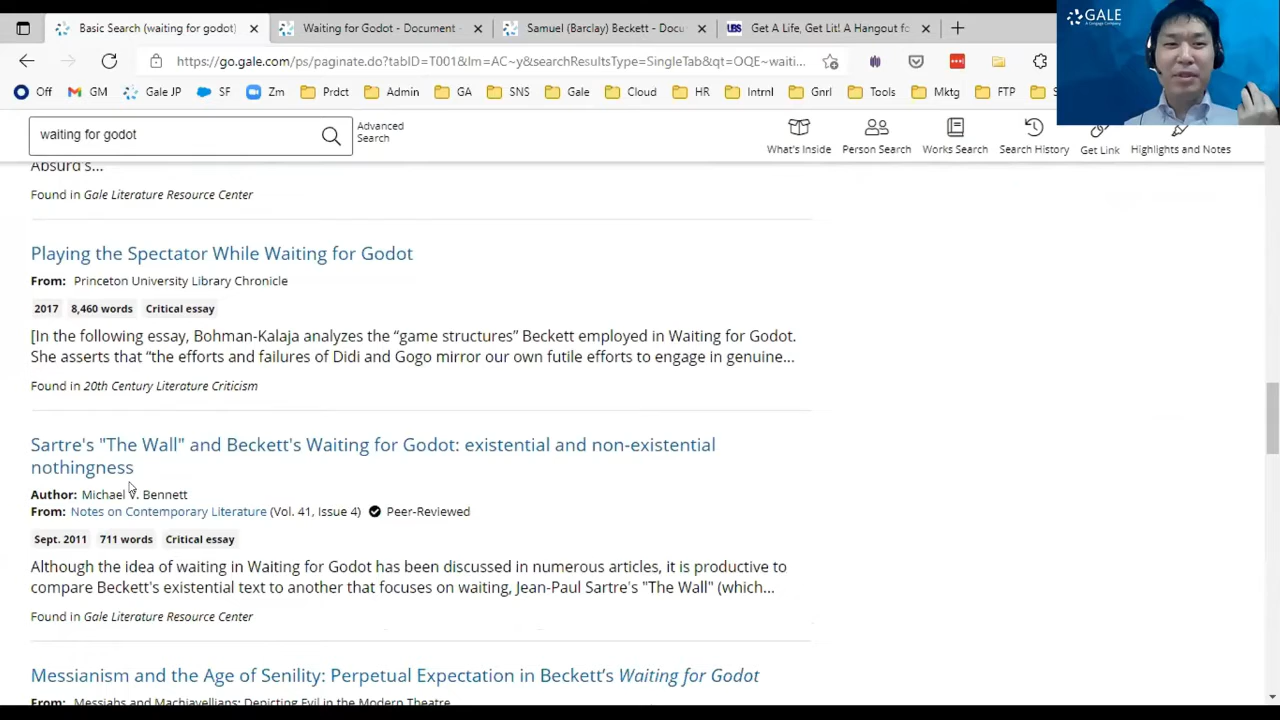 Basic Search (waiting for godot)
Waiting for Godot - Document -
Samuel (Barclay) Beckett - Do
Get A Life, Get Lit! A Hangout fo
GALE
https://go.gale.com/ps/paginate.do?tabID=T001&lm=AC~y&searchResultsType=SingleTab&qt=OQE~waiti...
Off
GM
Gale JP
SF
Zm
Prdct
Admin
GA
SNS
Gale
Cloud
HR
Intrnl
Gnrl
Tools
Mktg
FTP
waiting for godot
Advanced
Search
What's Inside
Person Search
Works Search
Search History
Get Link
Highlights and Notes
Absurd's...
Found in Gale Literature Resource Center
Playing the Spectator While Waiting for Godot
From: Princeton University Library Chronicle
2017 8,460 words Critical essay
[In the following essay, Bohman-Kalaja analyzes the “game structures” Beckett employed in Waiting for Godot.
She asserts that “the efforts and failures of Didi and Gogo mirror our own futile efforts to engage in genuine...
Found in 20th Century Literature Criticism
Sartre's "The Wall" and Beckett's Waiting for Godot: existential and non-existential
nothingness
Author: Michael V. Bennett
From: Notes on Contemporary Literature (Vol. 41, Issue 4) Peer-Reviewed
Sept. 2011 711 words Critical essay
Although the idea of waiting in Waiting for Godot has been discussed in numerous articles, it is productive to
compare Beckett's existential text to another that focuses on waiting, Jean-Paul Sartre's "The Wall" (which...
Found in Gale Literature Resource Center
Messianism and the Age of Senility: Perpetual Expectation in Beckett’s Waiting for Godot
From: Messiahs and Machiavellians: Depicting Evil in the Modern Theatre